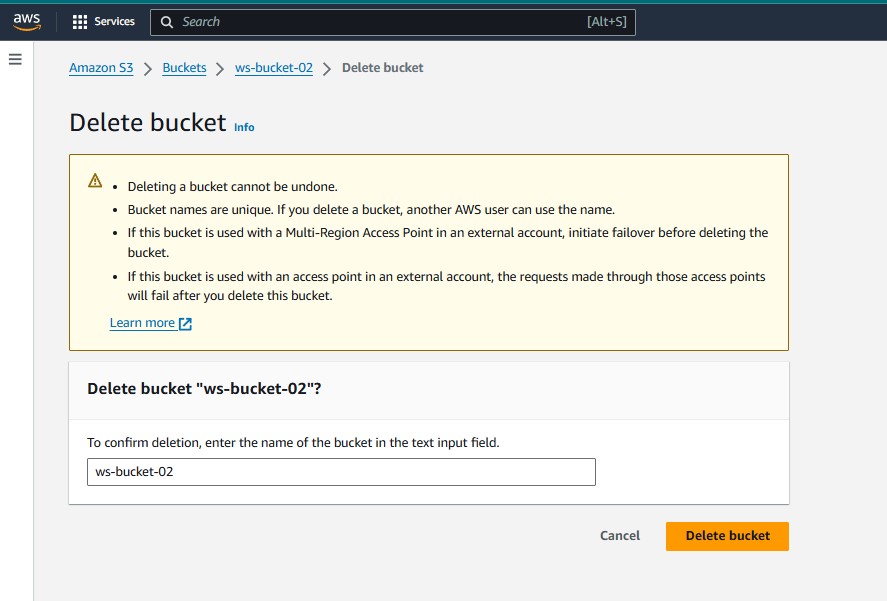 aws Services Search [Alt+S]
Amazon S3 > Buckets > ws-bucket-02 > Delete bucket
Delete bucket Info
• Deleting a bucket cannot be undone.
• Bucket names are unique. If you delete a bucket, another AWS user can use the name.
• If this bucket is used with a Multi-Region Access Point in an external account, initiate failover before deleting the
bucket.
• If this bucket is used with an access point in an external account, the requests made through those access points
will fail after you delete this bucket.
Learn more
Delete bucket "ws-bucket-02"?
To confirm deletion, enter the name of the bucket in the text input field.
ws-bucket-02
Cancel Delete bucket